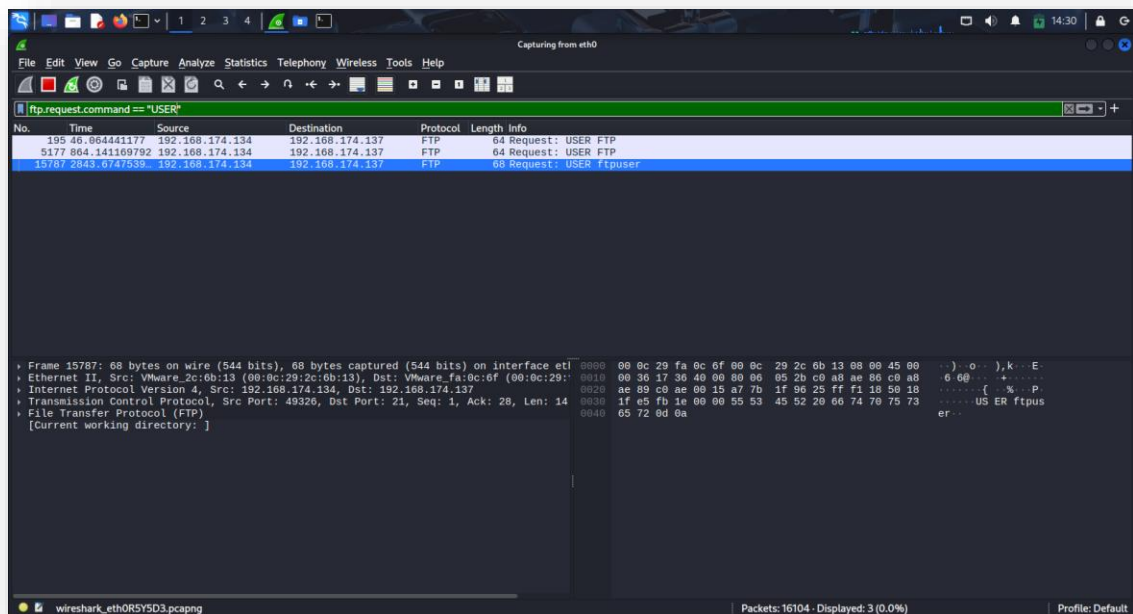 1 2 3 4
14:30
Capturing from eth0
File Edit View Go Capture Analyze Statistics Telephony Wireless Tools Help
ftp.request.command == "USER"
No. Time Source Destination Protocol Length Info
195 46.064441177 192.168.174.134 192.168.174.137 FTP 64 Request: USER FTP
5177 864.141169792 192.168.174.134 192.168.174.137 FTP 64 Request: USER FTP
15787 2843.6747539… 192.168.174.134 192.168.174.137 FTP 68 Request: USER ftpuser
Frame 15787: 68 bytes on wire (544 bits), 68 bytes captured (544 bits) on interface etl
Ethernet II, Src: VMware_2c:6b:13 (00:0c:29:2c:6b:13), Dst: VMware_fa:0c:6f (00:0c:29:
Internet Protocol Version 4, Src: 192.168.174.134, Dst: 192.168.174.137
Transmission Control Protocol, Src Port: 49326, Dst Port: 21, Seq: 1, Ack: 28, Len: 14
File Transfer Protocol (FTP)
[Current working directory: ]
0000 00 0c 29 fa 0c 6f 00 0c 29 2c 6b 13 08 00 45 00 ··)··o·· ),k···E·
0010 00 36 17 36 40 00 80 06 05 2b c0 a8 ae 86 c0 a8 ·6·6@··· ·+······
0020 ae 89 c0 ae 00 15 a7 7b 1f 96 25 ff f1 18 50 18 ·······{ ··%···P·
0030 1f e5 fb 1e 00 00 55 53 45 52 20 66 74 70 75 73 ······US ER ftpus
0040 65 72 0d 0a er··
wireshark_eth0R5Y5D3.pcapng
Packets: 16104 · Displayed: 3 (0.0%)
Profile: Default